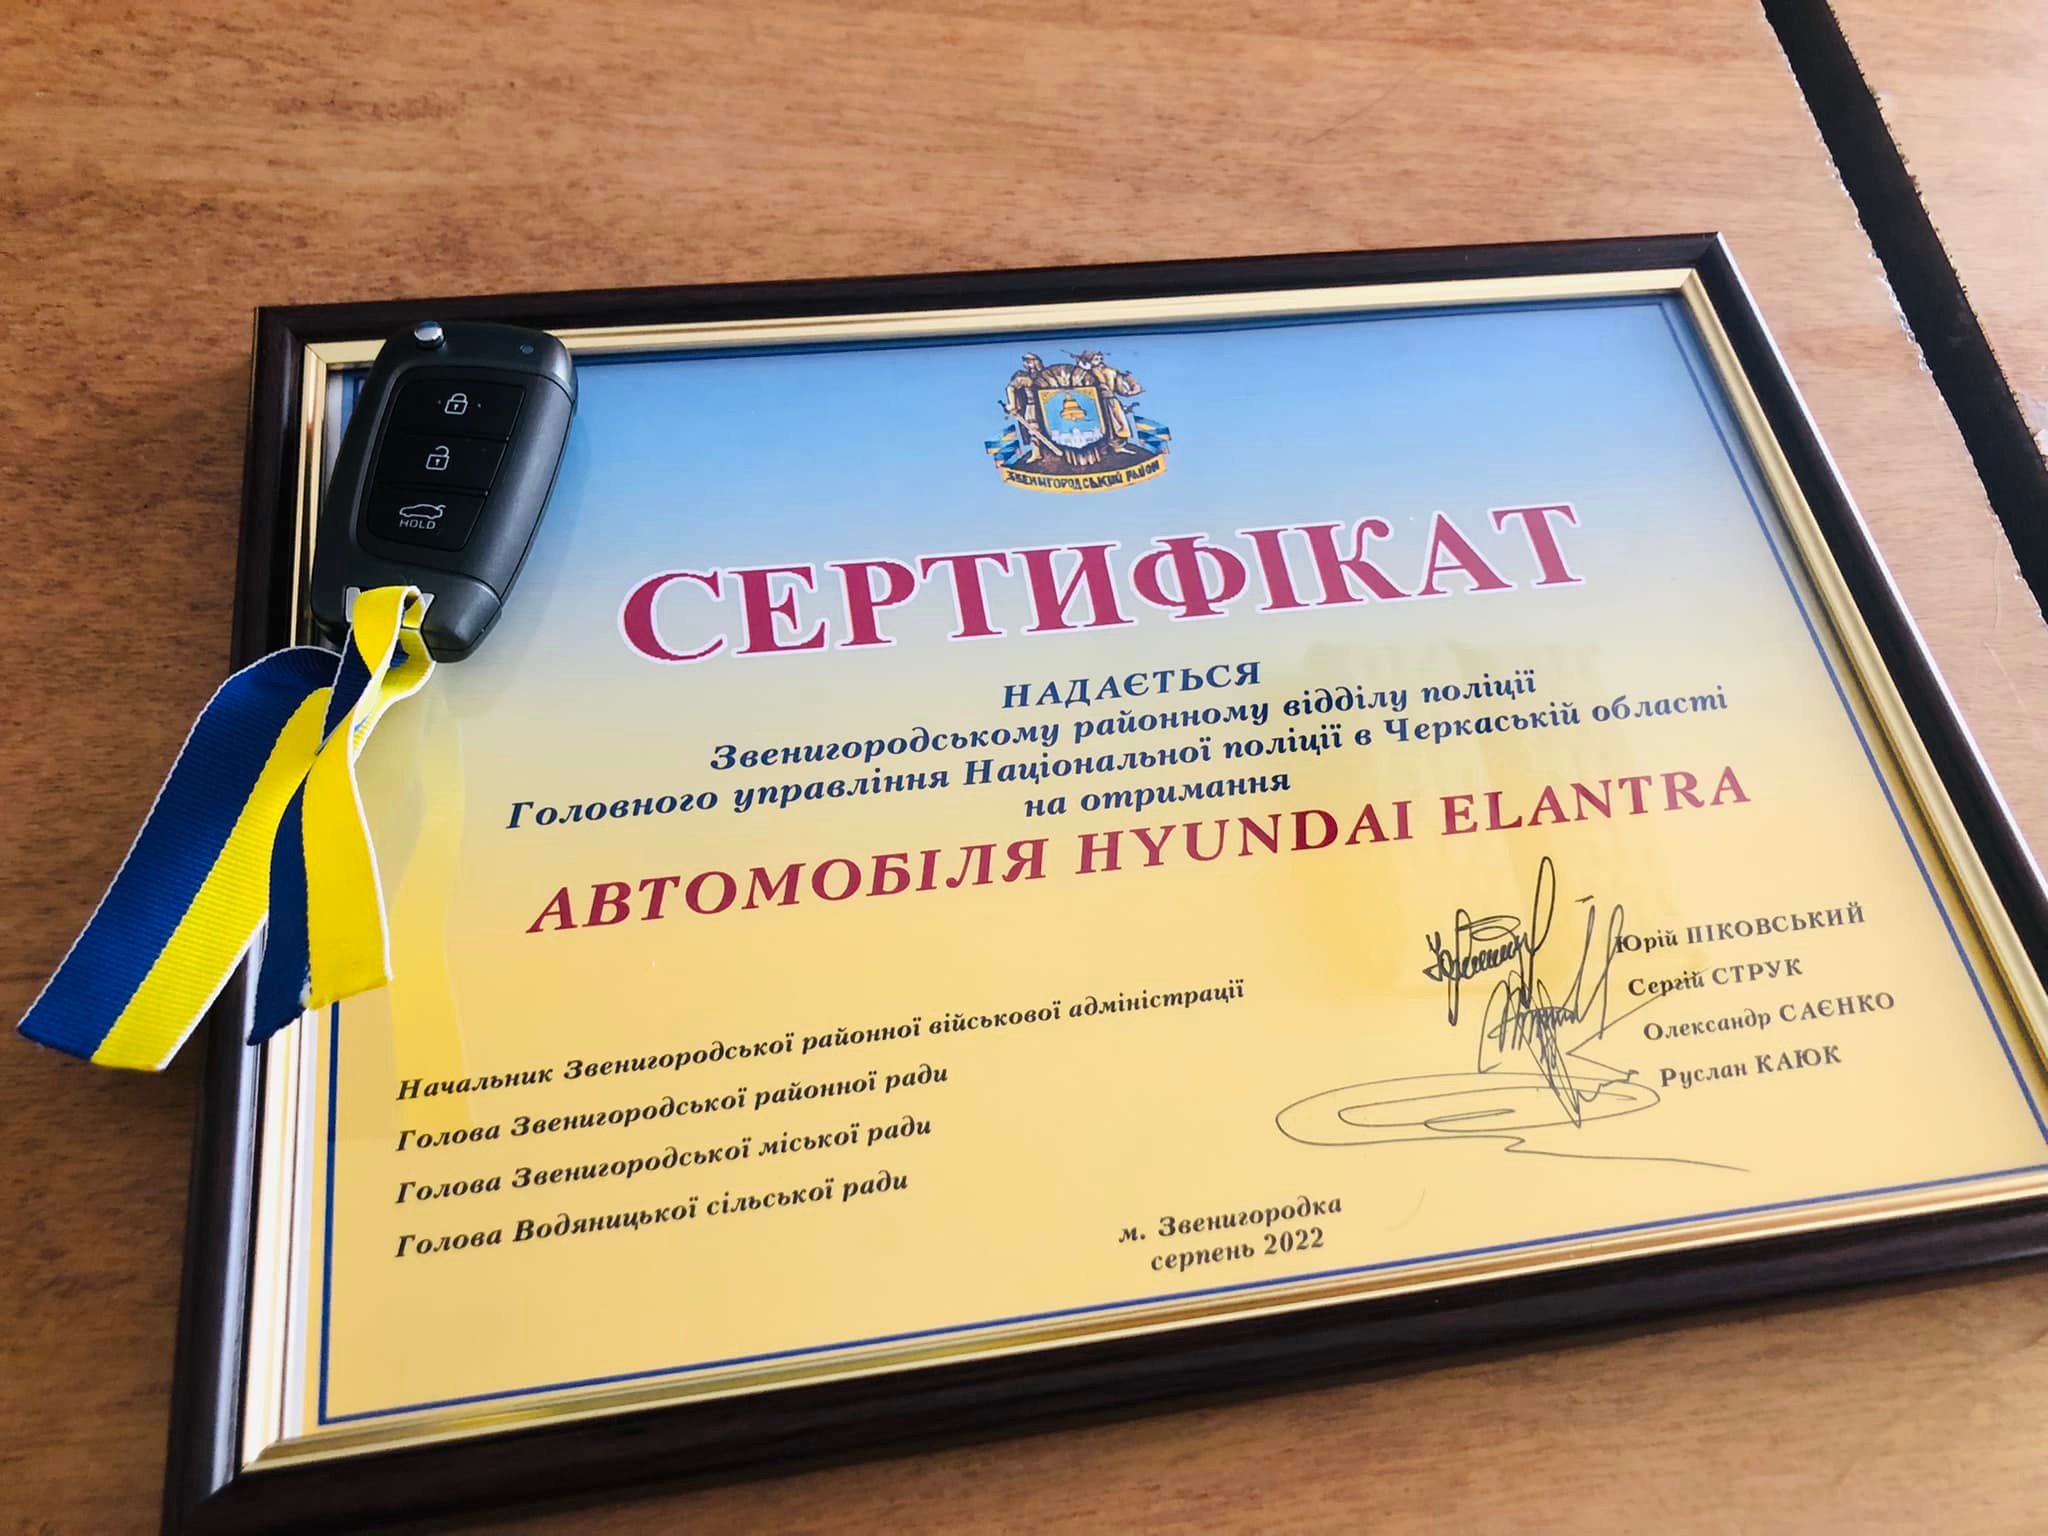 HOLD
ЗВЕНИГОРОДСЬКИЙ РАЙОН
СЕРТИФІКАТ
НАДАЄТЬСЯ
Звенигородському районному відділу поліції
Головного управління Національної поліції в Черкаській області
на отримання
АВТОМОБІЛЯ HYUNDAI ELANTRA
Начальник Звенигородської районної військової адміністрації Юрій ПІКОВСЬКИЙ
Голова Звенигородської районної ради Сергій СТРУК
Голова Звенигородської міської ради Олександр САЄНКО
Голова Водяницької сільської ради Руслан КАЮК
м. Звенигородка
серпень 2022